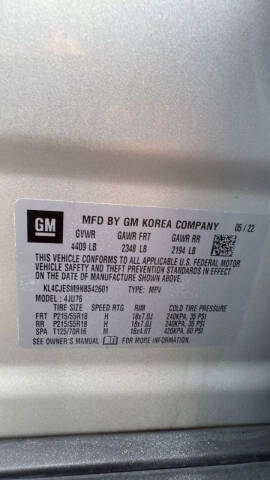 GM
MFD BY GM KOREA COMPANY 05/22
GVWR GAWR FRT GAWR RR
4409 LB 2348 LB 2194 LB
THIS VEHICLE CONFORMS TO ALL APPLICABLE U.S. FEDERAL MOTOR
VEHICLE SAFETY, BUMPER, AND THEFT PREVENTION STANDARDS
IN EFFECT ON THE DATE OF MANUFACTURE SHOWN ABOVE.
KL4CJESM9NB542601 TYPE: MPV
MODEL: 4JU76
TIRE SIZE SPEED RTG RIM COLD TIRE PRESSURE
FRT P215/55R18 H 18x7.0J 240KPA, 35 PSI
RR P215/55R18 H 18x7.0J 240KPA, 35 PSI
SPA T125/70R16 M 16x4.0T 420KPA, 60 PSI
SEE OWNER'S MANUAL FOR ADDITIONAL INFORMATION.